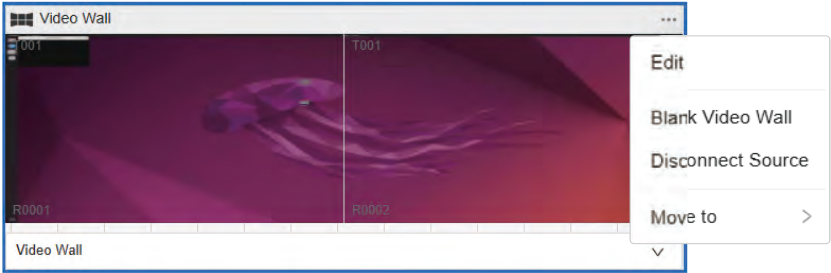 Video Wall
T001
T001
Edit
Blank Video Wall
Disconnect Source
R0001
R0002
Move to
Video Wall